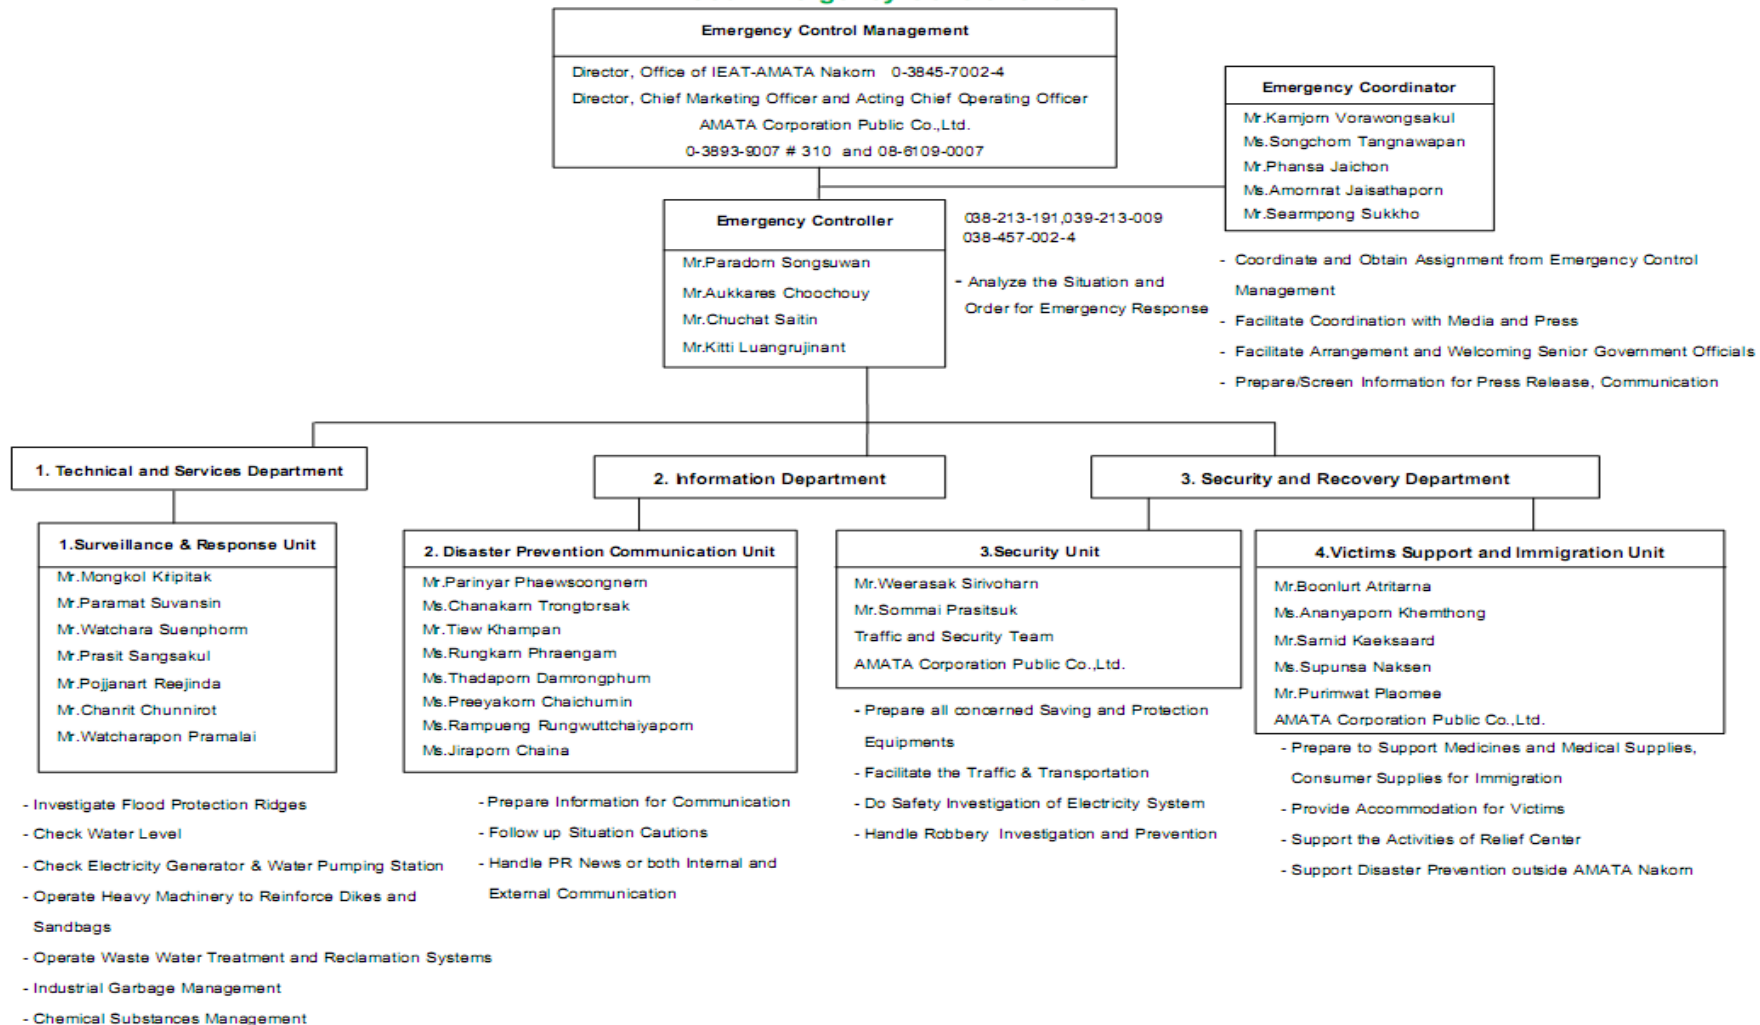 Emergency Control Management
Director, Office of IEAT-AMATA Nakorn 0-3845-7002-4
Director, Chief Marketing Officer and Acting Chief Operating Officer
AMATA Corporation Public Co.,Ltd.
0-3893-9007 # 310 and 08-6109-0007
Emergency Coordinator
Mr.Kamjorn Vorawongsakul
Ms.Songchom Tangnawapan
Mr.Phansa Jaichon
Ms.Amornrat Jaisathaporn
Mr.Searmpong Sukkho
- Coordinate and Obtain Assignment from Emergency Control
Management
- Facilitate Coordination with Media and Press
- Facilitate Arrangement and Welcoming Senior Government Officials
- Prepare/Screen Information for Press Release, Communication
Emergency Controller
Mr.Paradorn Songsuwan
Mr.Aukkares Choochouy
Mr.Chuchat Saitin
Mr.Kitti Luangrujinant
038-213-191,039-213-009
038-457-002-4
- Analyze the Situation and
Order for Emergency Response
1. Technical and Services Department
2. Information Department
3. Security and Recovery Department
1.Surveillance & Response Unit
Mr.Mongkol Kripitak
Mr.Paramat Suvansin
Mr.Watchara Suenphorm
Mr.Prasit Sangsakul
Mr.Pojjanart Reejinda
Mr.Chanrit Chunnirot
Mr.Watcharapon Pramalai
- Investigate Flood Protection Ridges
- Check Water Level
- Check Electricity Generator & Water Pumping Station
- Operate Heavy Machinery to Reinforce Dikes and
Sandbags
- Operate Waste Water Treatment and Reclamation Systems
- Industrial Garbage Management
- Chemical Substances Management
2. Disaster Prevention Communication Unit
Mr.Parinyar Phaewsoongnern
Ms.Chanakarn Trongtorsak
Mr.Tiew Khampan
Ms.Rungkarn Phraengam
Ms.Thadaporn Damrongphum
Ms.Preeyakorn Chaichumin
Ms.Rampueng Rungwuttchaiyaporn
Ms.Jiraporn Chaina
- Prepare Information for Communication
- Follow up Situation Cautions
- Handle PR News or both Internal and
External Communication
3.Security Unit
Mr.Weerasak Sirivoharn
Mr.Sommai Prasitsuk
Traffic and Security Team
AMATA Corporation Public Co.,Ltd.
- Prepare all concerned Saving and Protection
Equipments
- Facilitate the Traffic & Transportation
- Do Safety Investigation of Electricity System
- Handle Robbery Investigation and Prevention
4.Victims Support and Immigration Unit
Mr.Boonlurt Atritarna
Ms.Ananyaporn Khemthong
Mr.Sarnid Kaeksaard
Ms.Supunsa Naksen
Mr.Purimwat Plaomee
AMATA Corporation Public Co.,Ltd.
- Prepare to Support Medicines and Medical Supplies,
Consumer Supplies for Immigration
- Provide Accommodation for Victims
- Support the Activities of Relief Center
- Support Disaster Prevention outside AMATA Nakorn